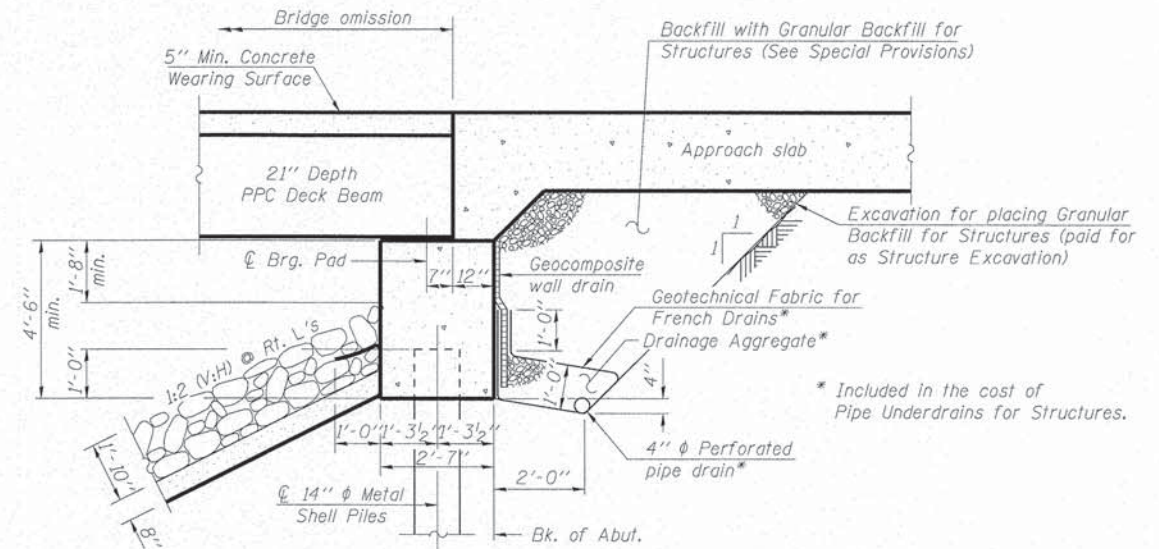 Bridge omission
5" Min. Concrete
Wearing Surface
Backfill with Granular Backfill for
Structures (See Special Provisions)
Approach slab
21" Depth
PPC Deck Beam
Excavation for placing Granular
Backfill for Structures (paid for
as Structure Excavation)
1
1
℄ Brg. Pad
7"
12"
Geocomposite
wall drain
4'-6"
min.
1'-8"
min.
Geotechnical Fabric for
French Drains*
Drainage Aggregate*
1'-0"
1'-0"
1'-0"
4"
1:2 (V:H) @ Rt. L's
* Included in the cost of
Pipe Underdrains for Structures.
1'-0"
1'-3½"
1'-3½"
2'-7"
2'-0"
4" ϕ Perforated
pipe drain*
1'-10"
8"
℄ 14" ϕ Metal
Shell Piles
Bk. of Abut.